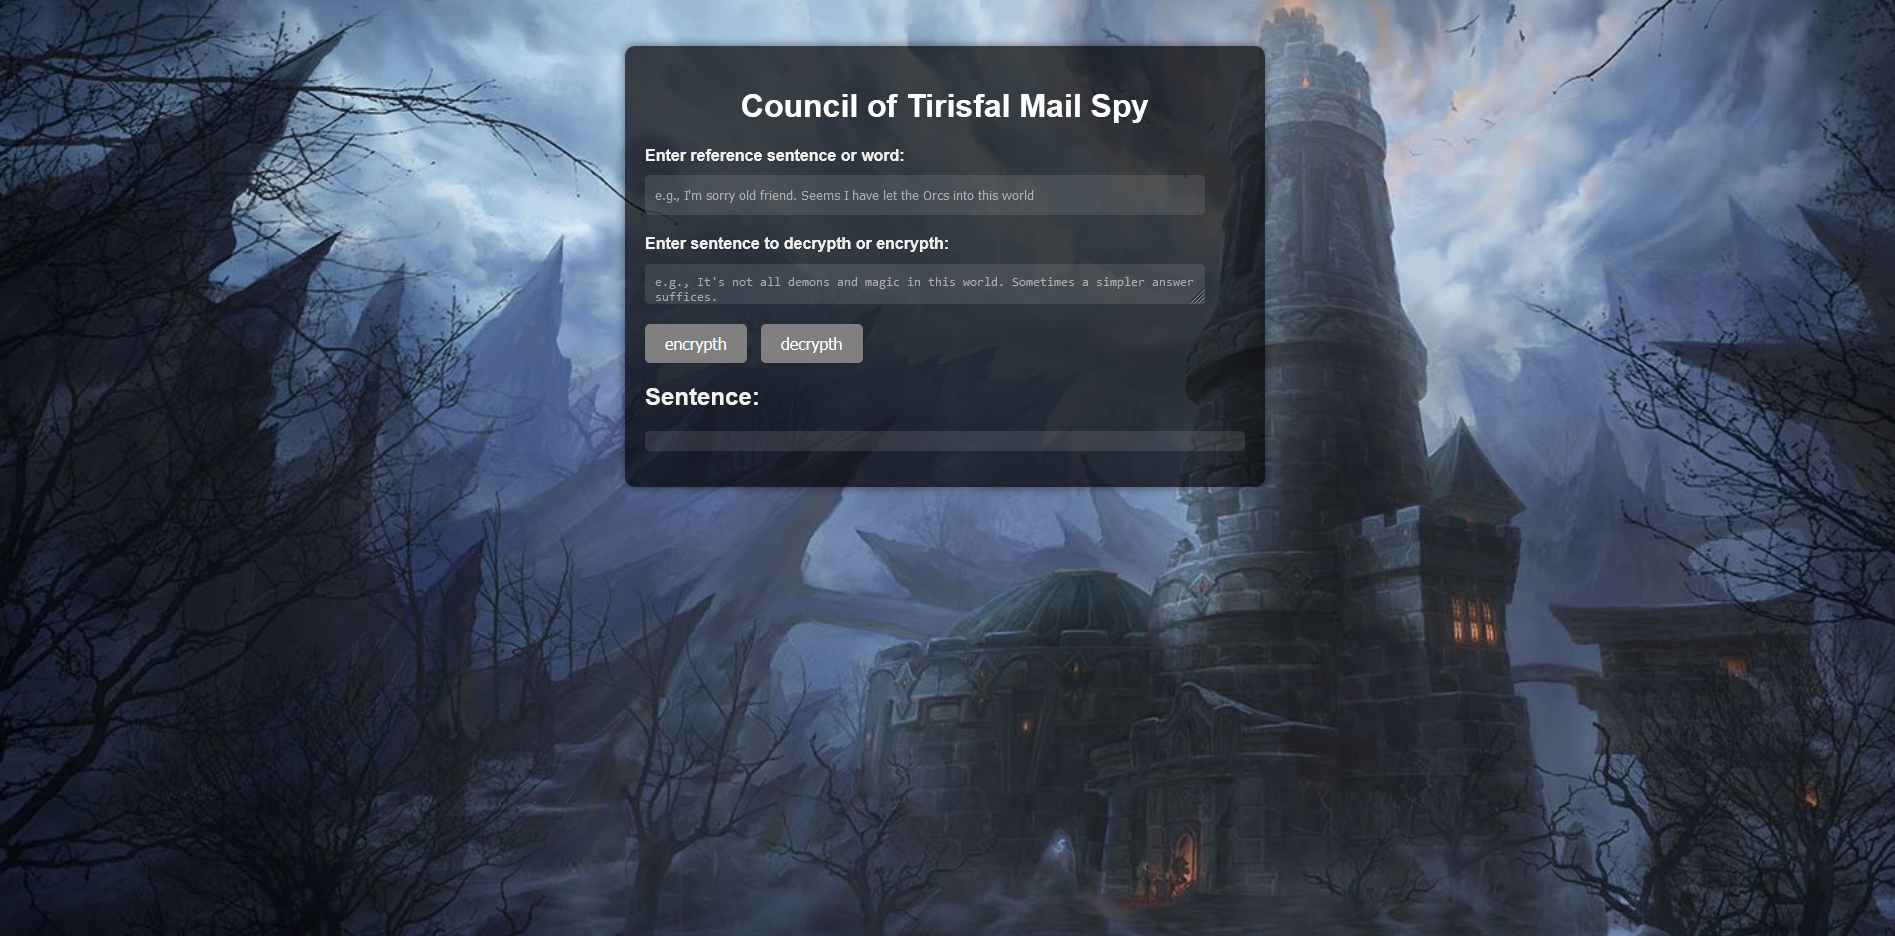 Council of Tirisfal Mail Spy
Enter reference sentence or word:
e.g., I'm sorry old friend. Seems I have let the Orcs into this world
Enter sentence to decrypth or encrypth:
e.g., It's not all demons and magic in this world. Sometimes a simpler answer
suffices.
encrypth decrypth
Sentence: